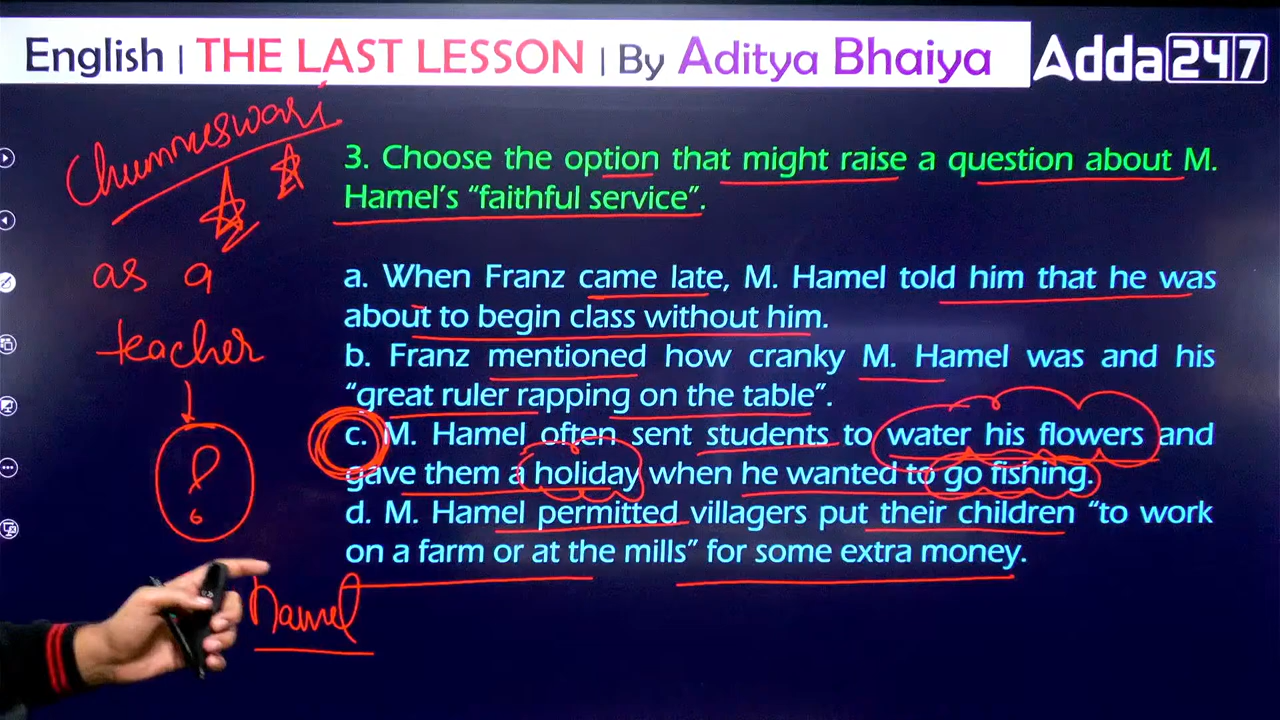 English | THE LAST LESSON | By Aditya Bhaiya
Adda247
Chummeswari
3. Choose the option that might raise a question about M.
Hamel's "faithful service".
as a
teacher
?
a. When Franz came late, M. Hamel told him that he was
about to begin class without him.
b. Franz mentioned how cranky M. Hamel was and his
"great ruler rapping on the table".
c. M. Hamel often sent students to water his flowers and
gave them a holiday when he wanted to go fishing.
d. M. Hamel permitted villagers put their children "to work
on a farm or at the mills" for some extra money.
hamel